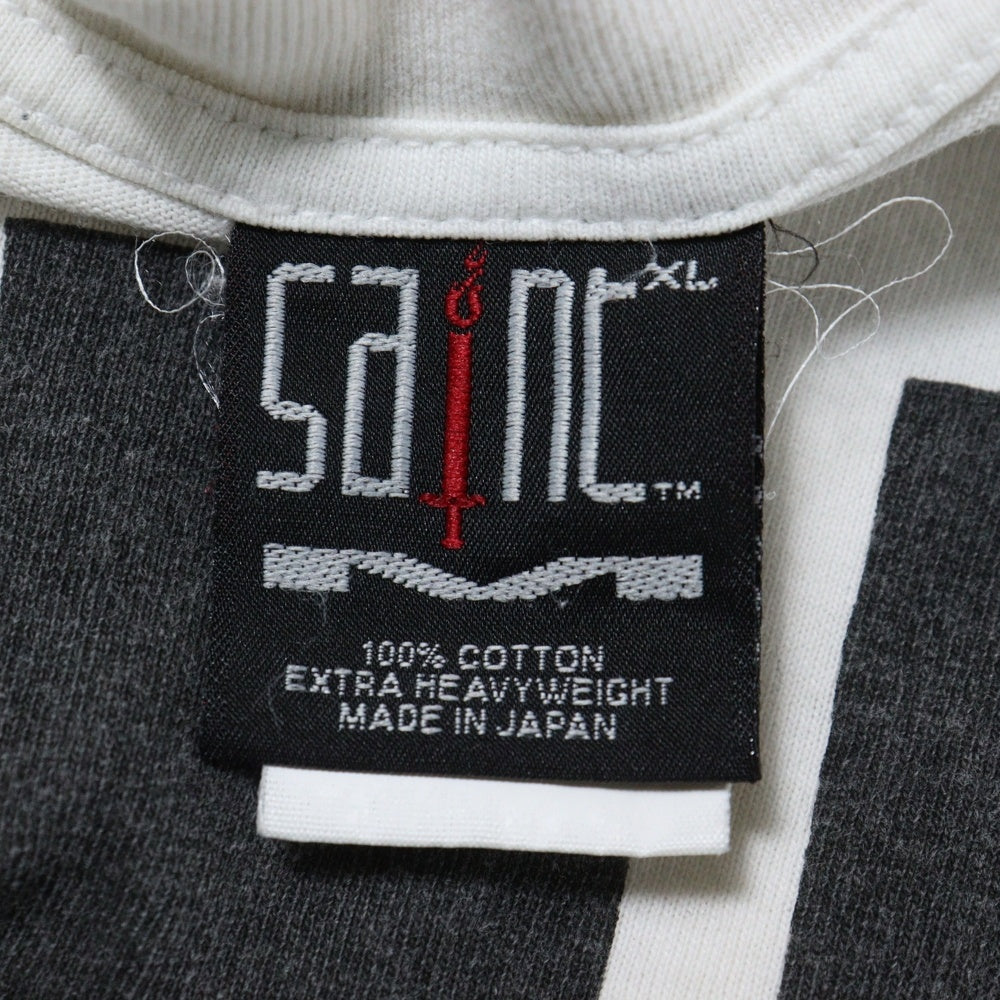 SaiNt XL
TM
100% COTTON
EXTRA HEAVYWEIGHT
MADE IN JAPAN